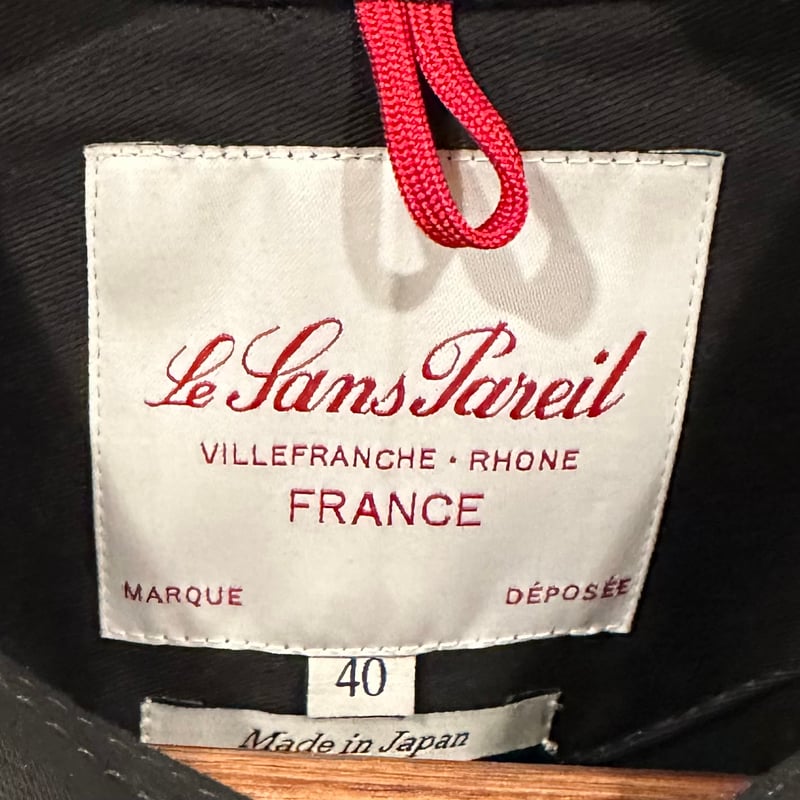 Le Sans Pareil
VILLEFRANCHE · RHONE
FRANCE
MARQUE DÉPOSÉE
40
Made in Japan